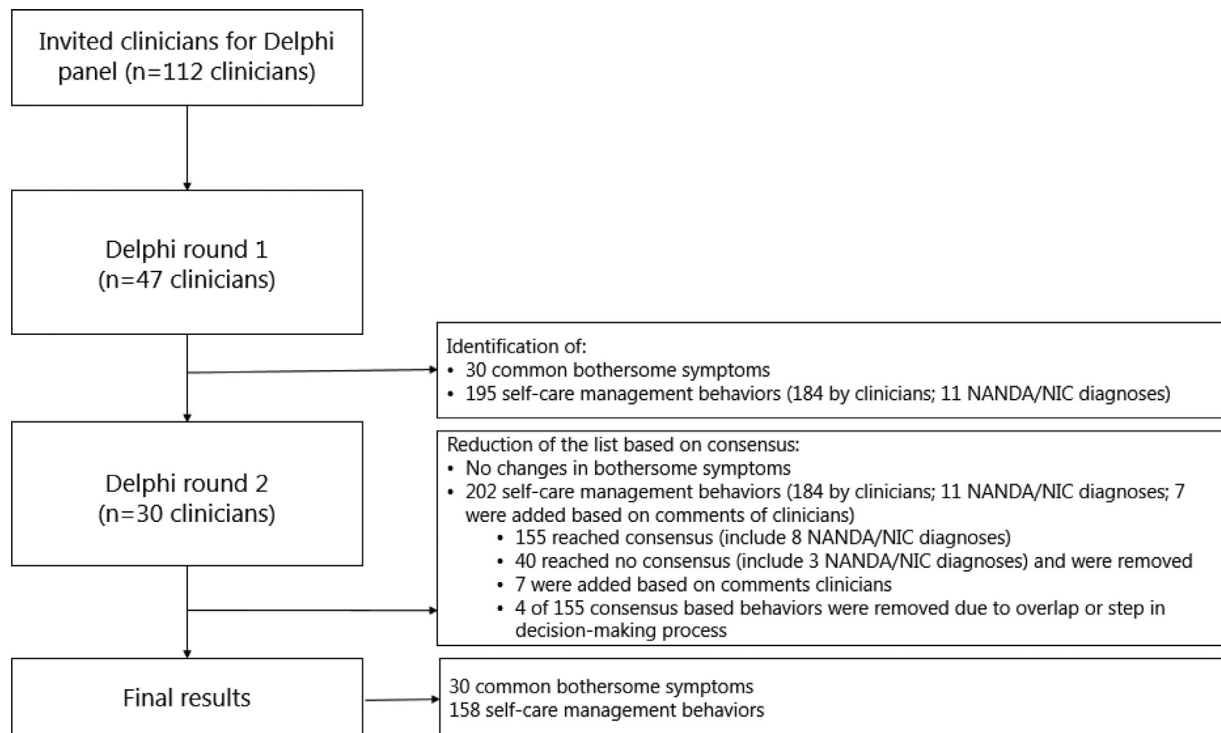 Invited clinicians for Delphi
panel (n=112 clinicians)
Delphi round 1
(n=47 clinicians)
Identification of:
• 30 common bothersome symptoms
• 195 self-care management behaviors (184 by clinicians; 11 NANDA/NIC diagnoses)
Delphi round 2
(n=30 clinicians)
Reduction of the list based on consensus:
• No changes in bothersome symptoms
• 202 self-care management behaviors (184 by clinicians; 11 NANDA/NIC diagnoses; 7
were added based on comments of clinicians)
• 155 reached consensus (include 8 NANDA/NIC diagnoses)
• 40 reached no consensus (include 3 NANDA/NIC diagnoses) and were removed
• 7 were added based on comments clinicians
• 4 of 155 consensus based behaviors were removed due to overlap or step in
decision-making process
Final results
30 common bothersome symptoms
158 self-care management behaviors